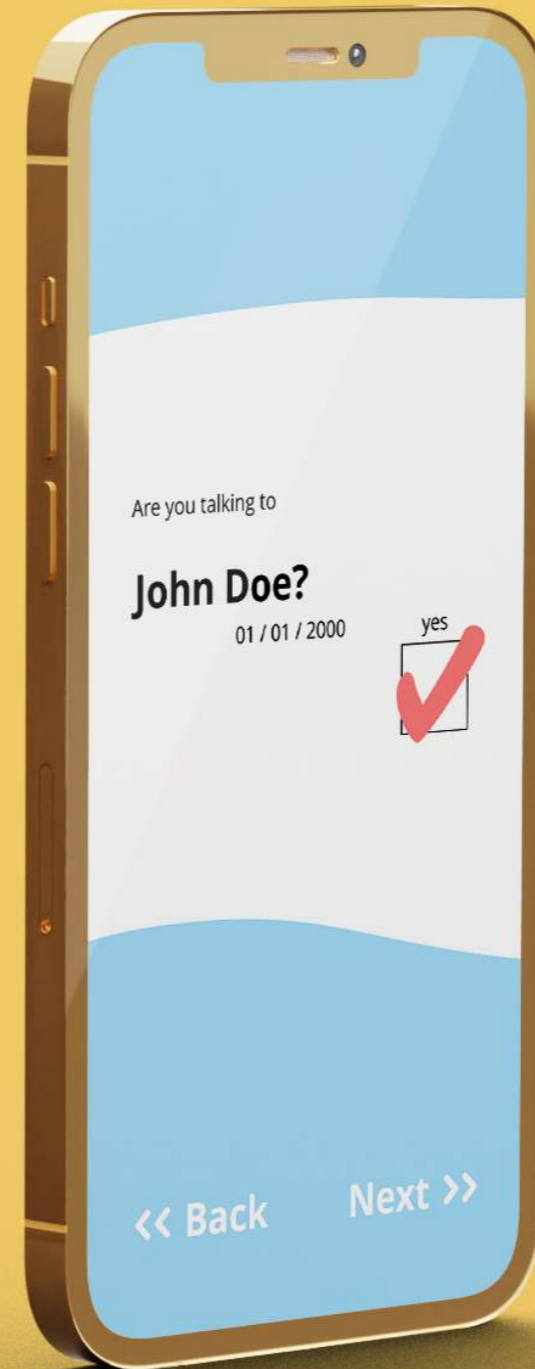 Are you talking to
John Doe?
01 / 01 / 2000
yes
<< Back
Next >>